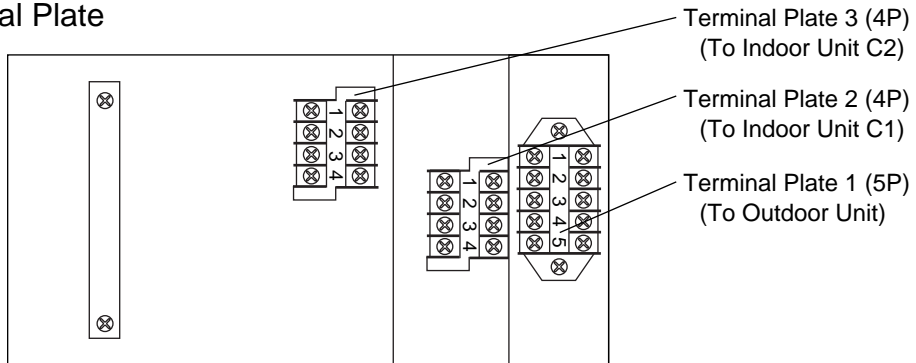 al Plate
Terminal Plate 3 (4P)
(To Indoor Unit C2)
Terminal Plate 2 (4P)
(To Indoor Unit C1)
Terminal Plate 1 (5P)
(To Outdoor Unit)
1
2
3
4
1
2
3
4
1
2
3
4
5